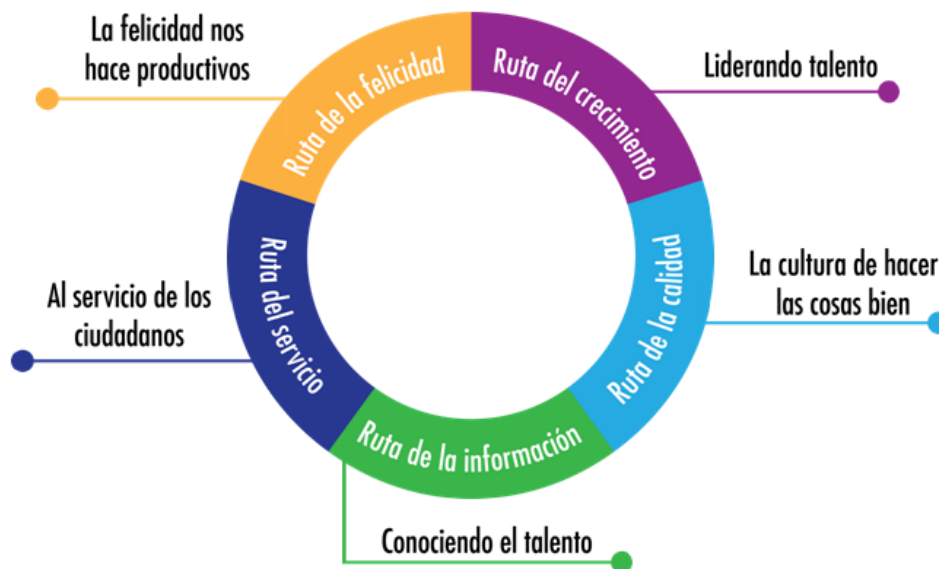 La felicidad nos
hace productivos
Ruta de la felicidad
Ruta del crecimiento
Liderando talento
Ruta del servicio
Al servicio de los
ciudadanos
Ruta de la calidad
La cultura de hacer
las cosas bien
Ruta de la información
Conociendo el talento